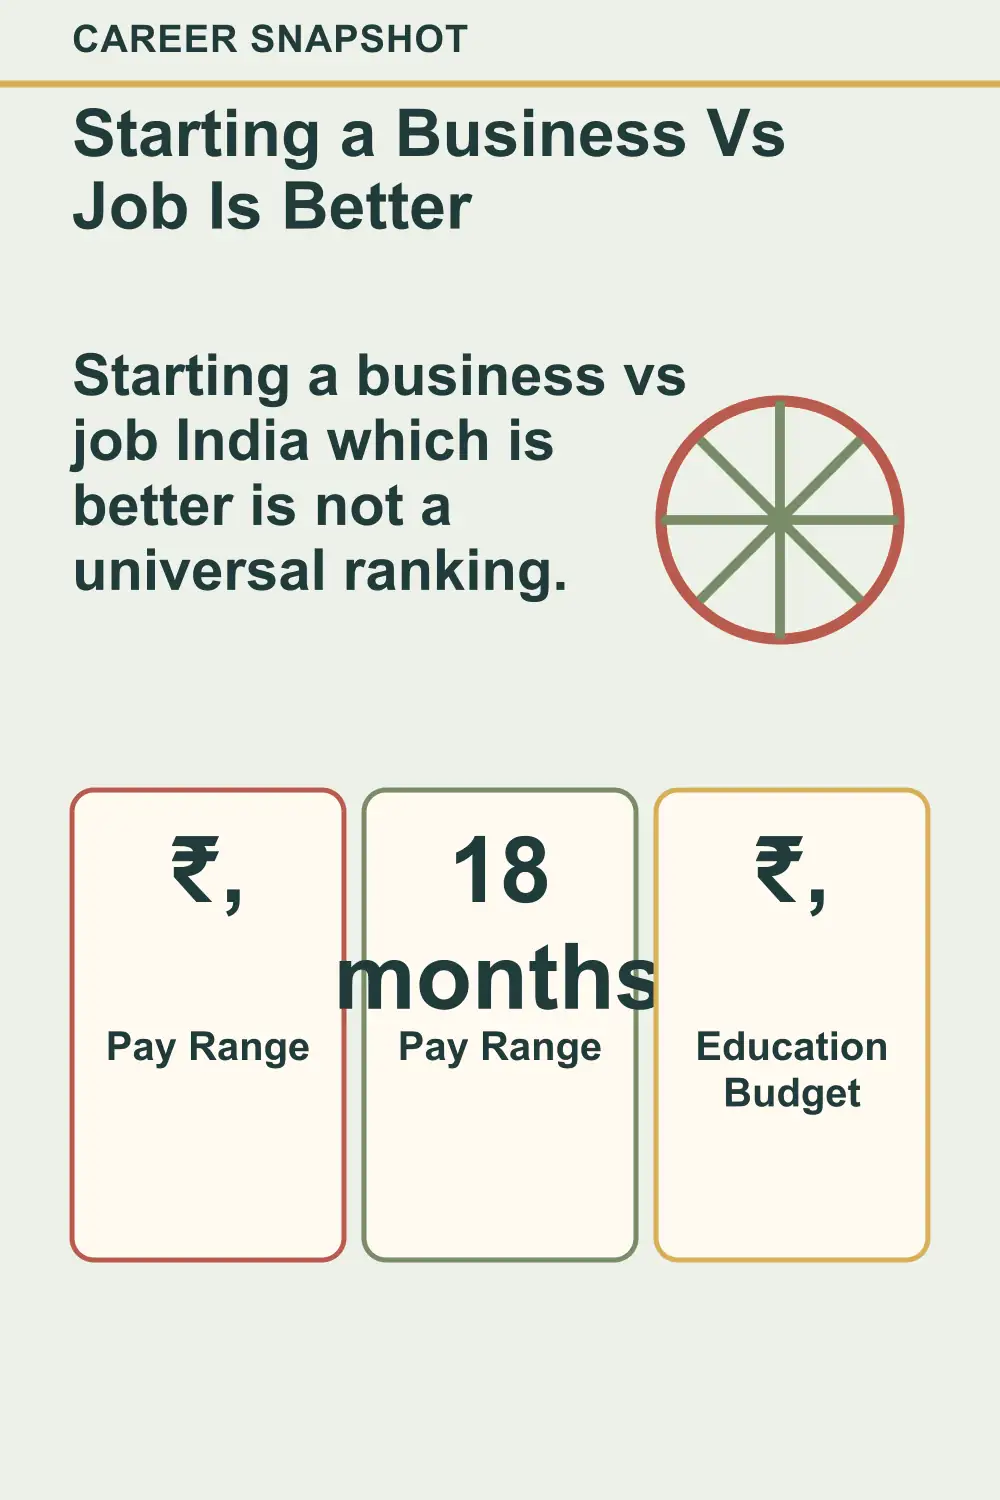 CAREER SNAPSHOT
Starting a Business Vs
Job Is Better
Starting a business vs
job India which is
better is not a
universal ranking.
₹,
Pay Range
18
months
Pay Range
₹,
Education
Budget